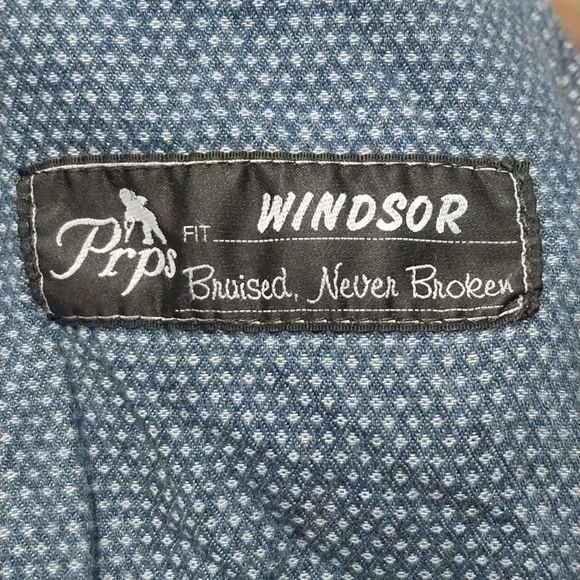 Prps
FIT WINDSOR
Bruised, Never Broken